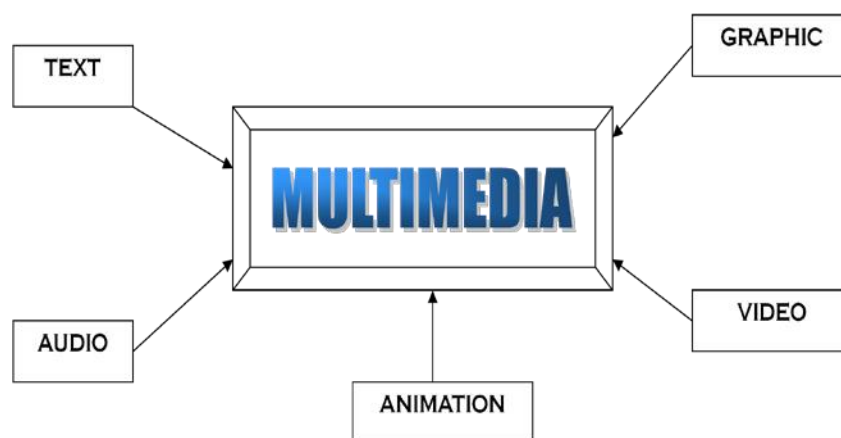 GRAPHIC
TEXT
MULTIMEDIA
VIDEO
AUDIO
ANIMATION